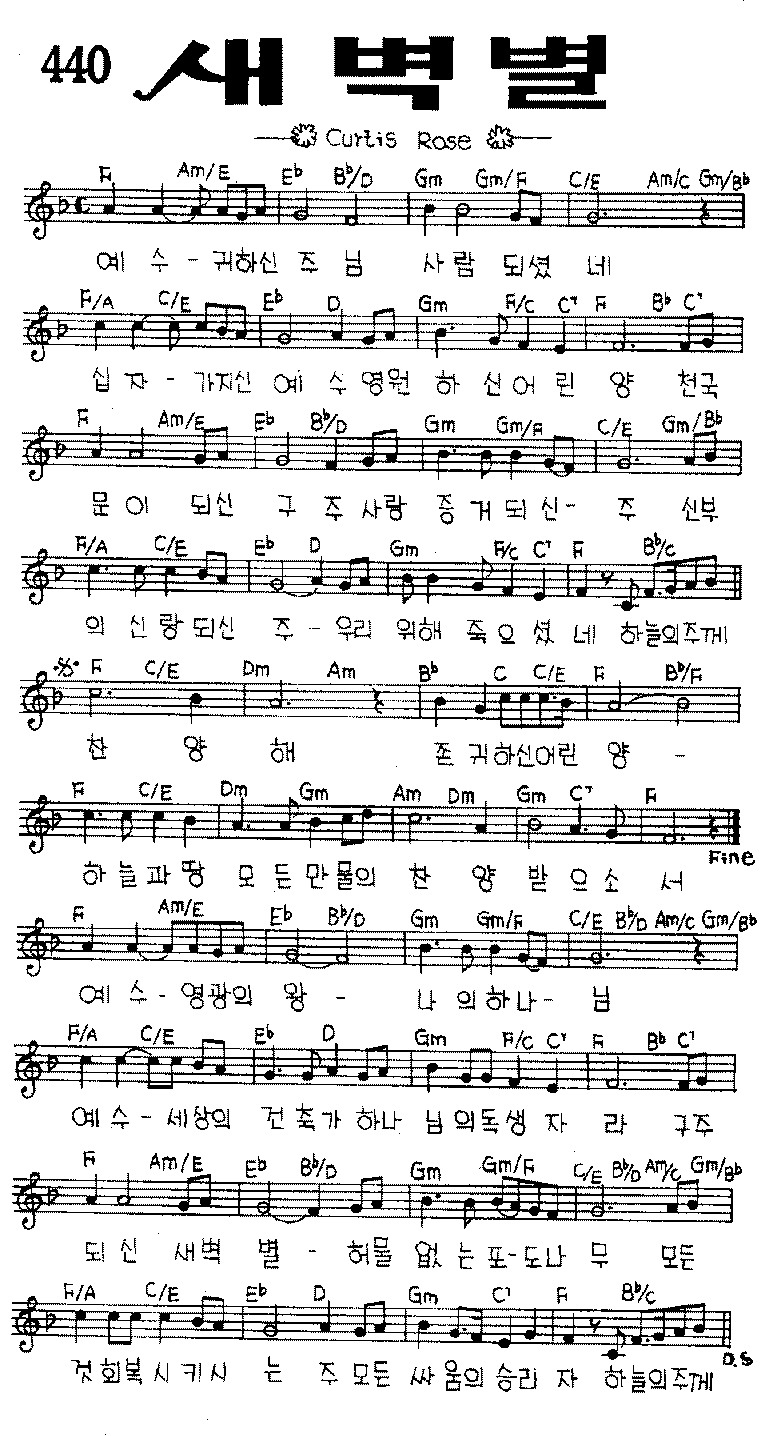 440 새벽별
Curtis Rose
F Am/E E♭ B♭/D Gm Gm/F C/E Am/C Gm/B♭
예 수 - 귀하신 주 님 사 람 되셨 네
F/A C/E E♭ D Gm F/C C7 F B♭ C7
십 자 - 가지신 예 수 영원 하 신어 린 양 천국
F Am/E E♭ B♭/D Gm Gm/F C/E Gm/B♭
문 이 되신 구 주 사랑 증 거 되 신 - 주 신부
F/A C/E E♭ D Gm F/C C7 F B♭/C
의 신 랑 되신 주 - 우리 위해 죽 으 셨 네 하늘의주께
F C/E Dm Am B♭ C C/E F B♭/F
찬 양 해 존 귀하신어린 양 -
F C/E Dm Gm Am Dm Gm C7 F
Fine
하 늘 과 땅 모 든 만 물의 찬 양 받 으 소 서
F Am/E E♭ B♭/D Gm Gm/F C/E B♭/D Am/C Gm/B♭
예 수 - 영광의 왕 - 나 의 하나 - 님
F/A C/E E♭ D Gm F/C C7 F B♭ C7
예 수 - 세상의 건 축 가 하나 님 의독 생 자 라 구주
F Am/E E♭ B♭/D Gm Gm/F C/E B♭/D Am/C Gm/B♭
되 신 새벽 별 - 허물 없 는 포 - 도나 무 모든
F/A C/E E♭ D Gm C7 F B♭/C
D.S
것 회복 시 키시 는 주 모든 싸 움의 승리 자 하늘의주께